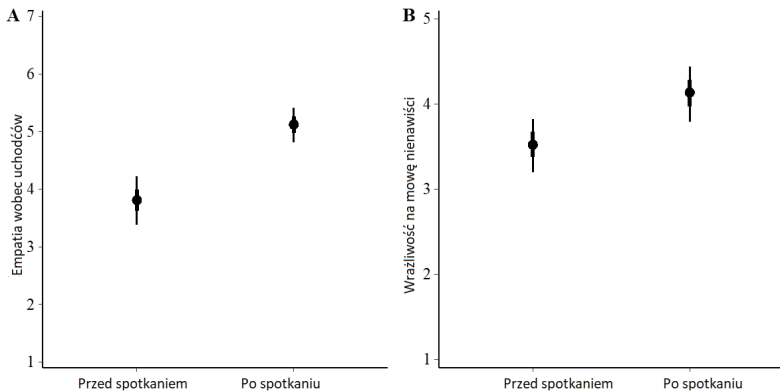 A
7
6
5
4
3
2
1
Empatia wobec uchodźców
Przed spotkaniem
Po spotkaniu
B
5
4
3
2
1
Wrażliwość na mowę nienawiści
Przed spotkaniem
Po spotkaniu